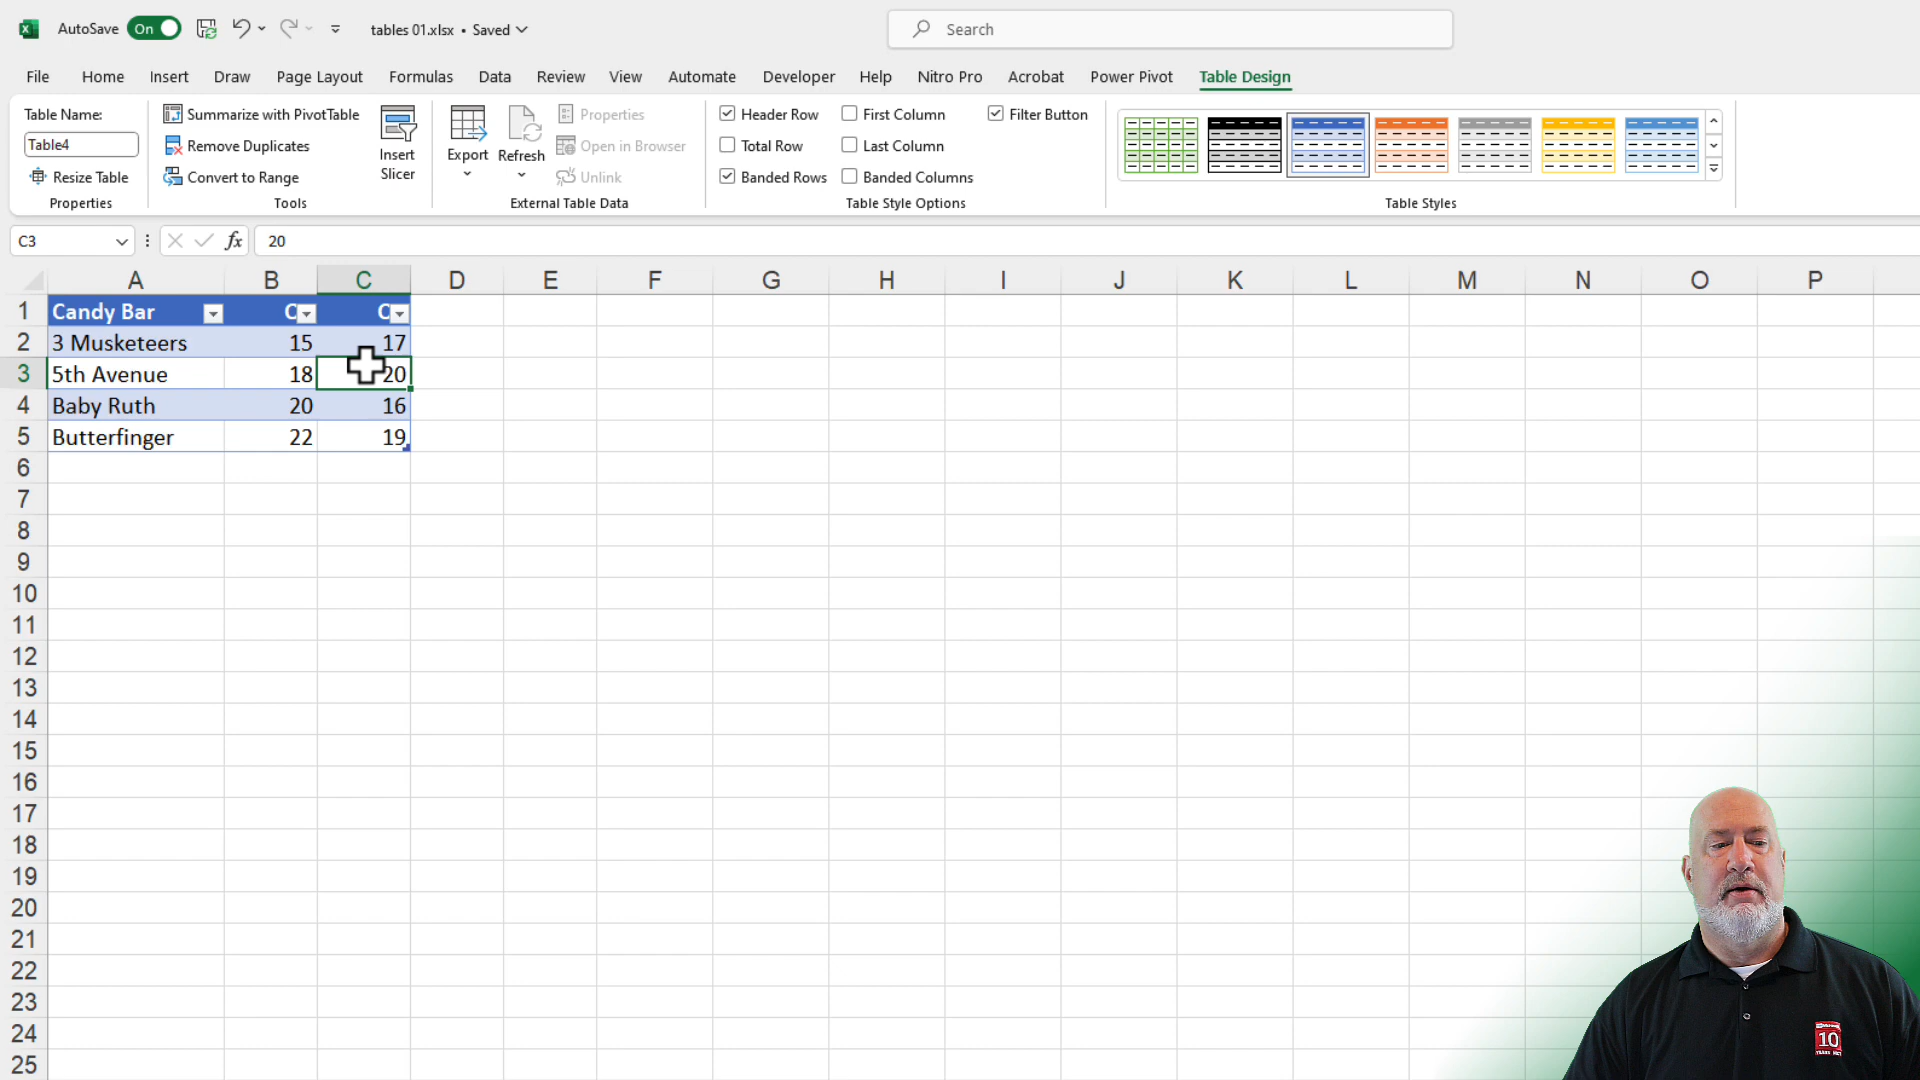 AutoSave On tables 01.xlsx • Saved Search
File Home Insert Draw Page Layout Formulas Data Review View Automate Developer Help Nitro Pro Acrobat Power Pivot Table Design
Table Name:
Table4
Resize Table
Properties
Summarize with PivotTable
Remove Duplicates
Convert to Range
Tools
Insert
Slicer
Export
Refresh
Properties
Open in Browser
Unlink
External Table Data
Header Row First Column Filter Button
Total Row Last Column
Banded Rows Banded Columns
Table Style Options
Table Styles
C3 fx 20
A B C D E F G H I J K L M N O P
1 Candy Bar C C
2 3 Musketeers 15 17
3 5th Avenue 18 20
4 Baby Ruth 20 16
5 Butterfinger 22 19
6
7
8
9
10
11
12
13
14
15
16
17
18
19
20
21
22
23
24
25
10